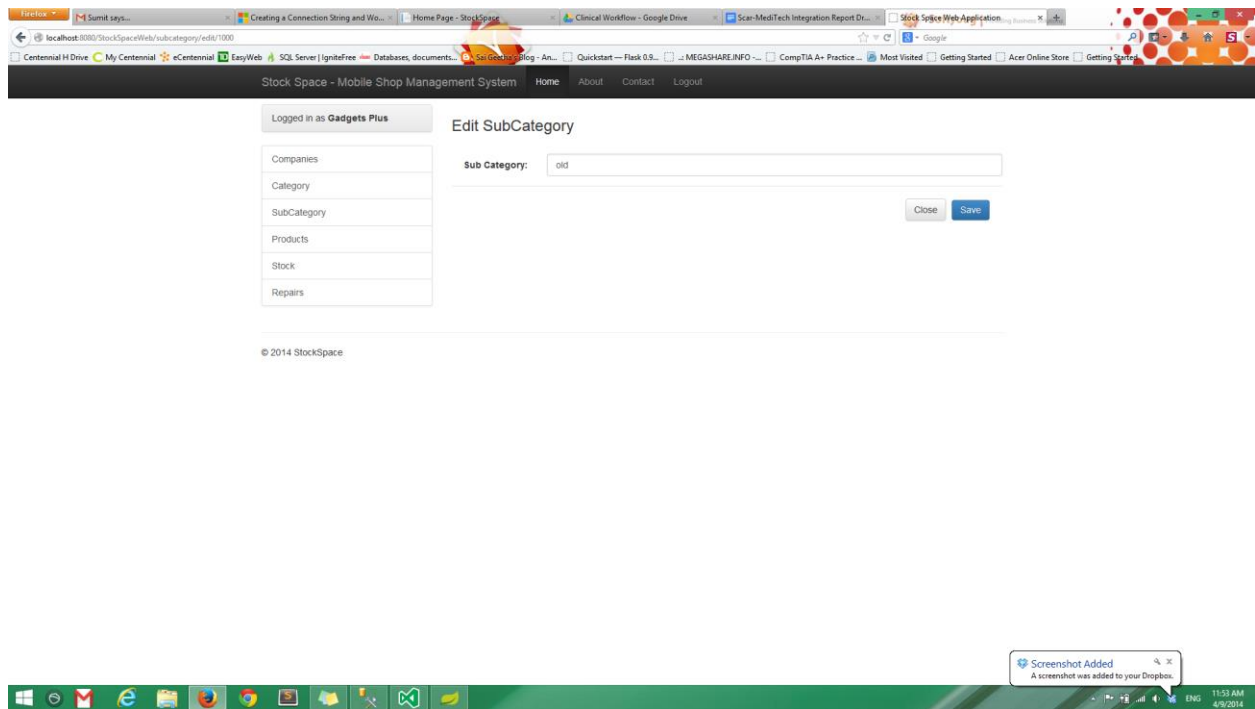 Firefox
Sumit says...
Creating a Connection String and Wo...
Home Page - StockSpace
Clinical Workflow - Google Drive
Scar-MediTech Integration Report Dr...
Stock Space Web Application
localhost:8080/StockSpaceWeb/subcategory/edit/1000
Google
Centennial H Drive
My Centennial
eCentennial
EasyWeb
SQL Server | IgniteFree
Databases, documents...
Sai Geetha's Blog - An...
Quickstart — Flask 0.9...
.: MEGASHARE.INFO -...
CompTIA A+ Practice ...
Most Visited
Getting Started
Acer Online Store
Getting Started
Stock Space - Mobile Shop Management System
Home
About
Contact
Logout
Logged in as Gadgets Plus
Companies
Category
SubCategory
Products
Stock
Repairs
Edit SubCategory
Sub Category: old
Close
Save
© 2014 StockSpace
Screenshot Added
A screenshot was added to your Dropbox.
ENG
11:53 AM
4/9/2014